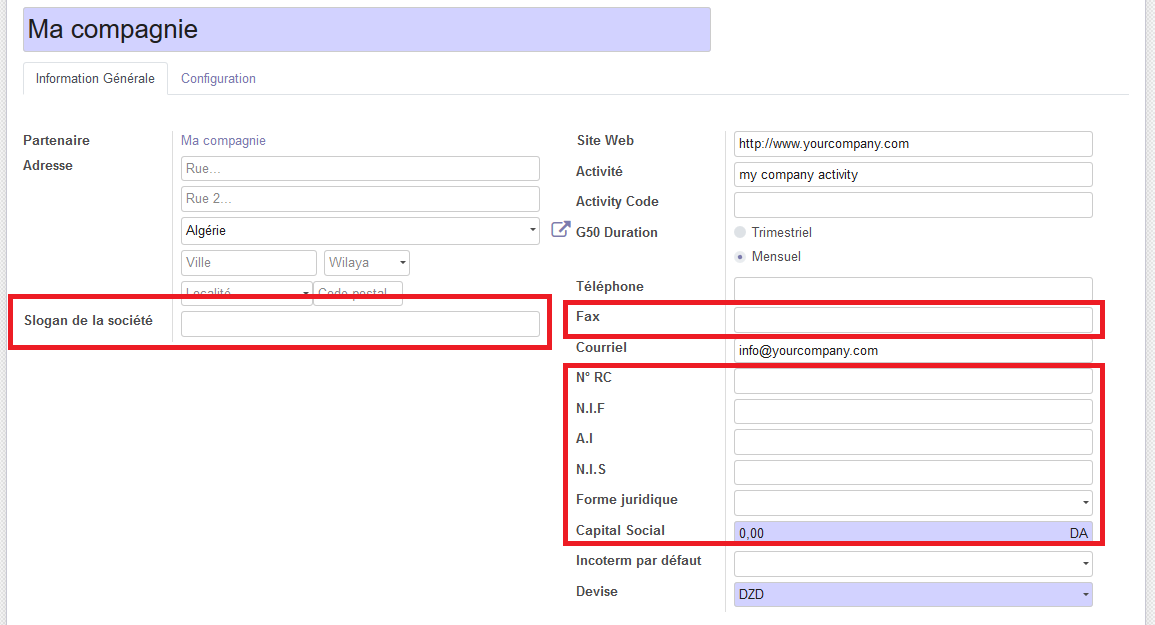 Ma compagnie
Information Générale
Configuration
Partenaire
Ma compagnie
Adresse
Rue...
Rue 2...
Algérie
Ville
Wilaya
Localité
Code postal
Slogan de la société
Site Web
http://www.yourcompany.com
Activité
my company activity
Activity Code
G50 Duration
Trimestriel
Mensuel
Téléphone
Fax
Courriel
info@yourcompany.com
N° RC
N.I.F
A.I
N.I.S
Forme juridique
Capital Social
0,00 DA
Incoterm par défaut
Devise
DZD